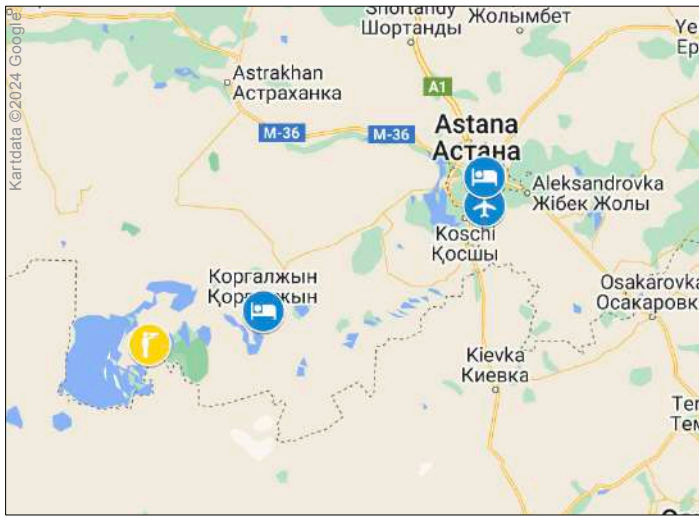 Kartdata ©2024 Google
Shortandy
Шортанды
Жолымбет
Astrakhan
Астраханка
A1
M-36
M-36
Astana
Астана
Aleksandrovka
Жібек Жолы
Koschi
Қосшы
Коргалжын
Osakarovka
Осакаровк
Kievka
Киевка